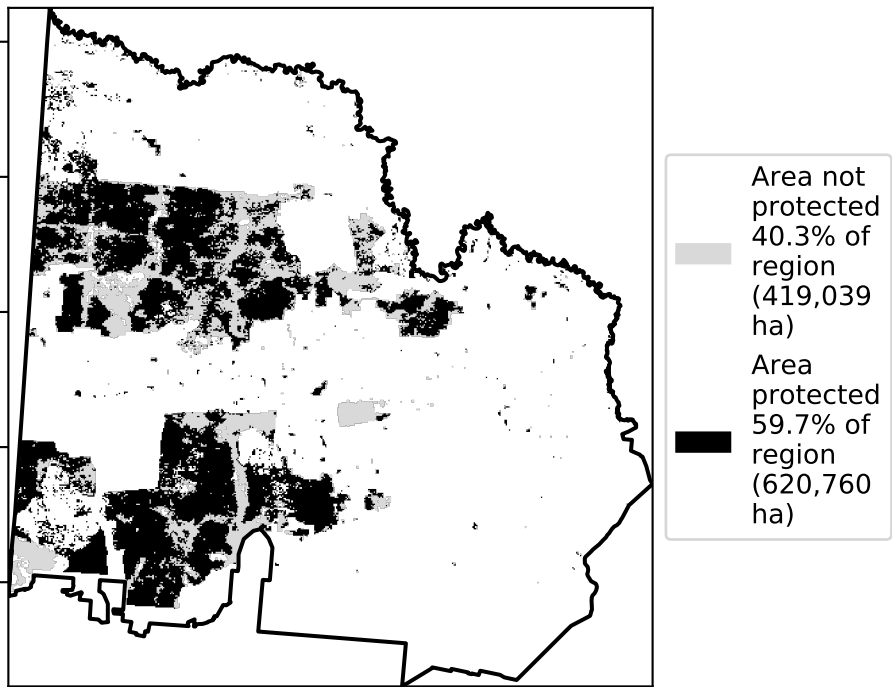 Area not
protected
40.3% of
region
(419,039
ha)
Area
protected
59.7% of
region
(620,760
ha)